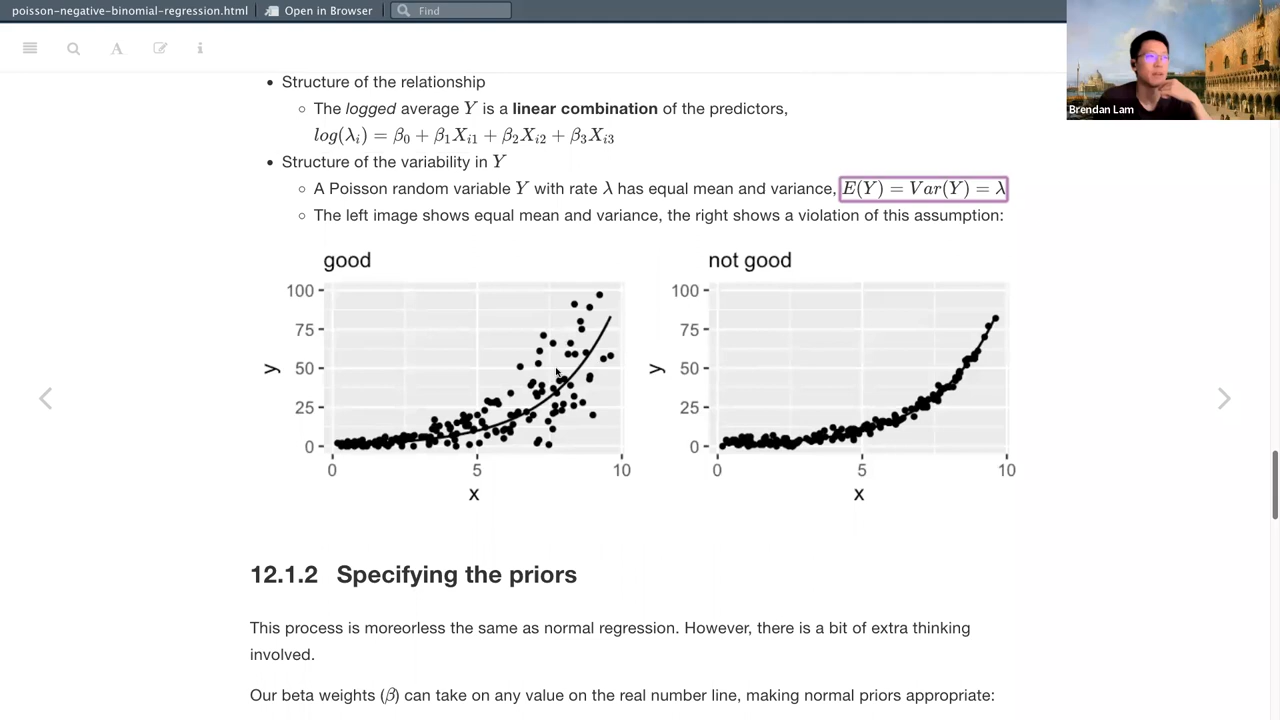 poisson-negative-binomial-regression.html
Open in Browser
Find
Brendan Lam
• Structure of the relationship
○ The logged average Y is a linear combination of the predictors,
log(λᵢ) = β₀ + β₁Xᵢ₁ + β₂Xᵢ₂ + β₃Xᵢ₃
• Structure of the variability in Y
○ A Poisson random variable Y with rate λ has equal mean and variance, E(Y) = Var(Y) = λ
○ The left image shows equal mean and variance, the right shows a violation of this assumption:
good
100
75
50
25
0
y
0 5 10
x
not good
100
75
50
25
0
y
0 5 10
x
12.1.2 Specifying the priors
This process is moreorless the same as normal regression. However, there is a bit of extra thinking
involved.
Our beta weights (β) can take on any value on the real number line, making normal priors appropriate: